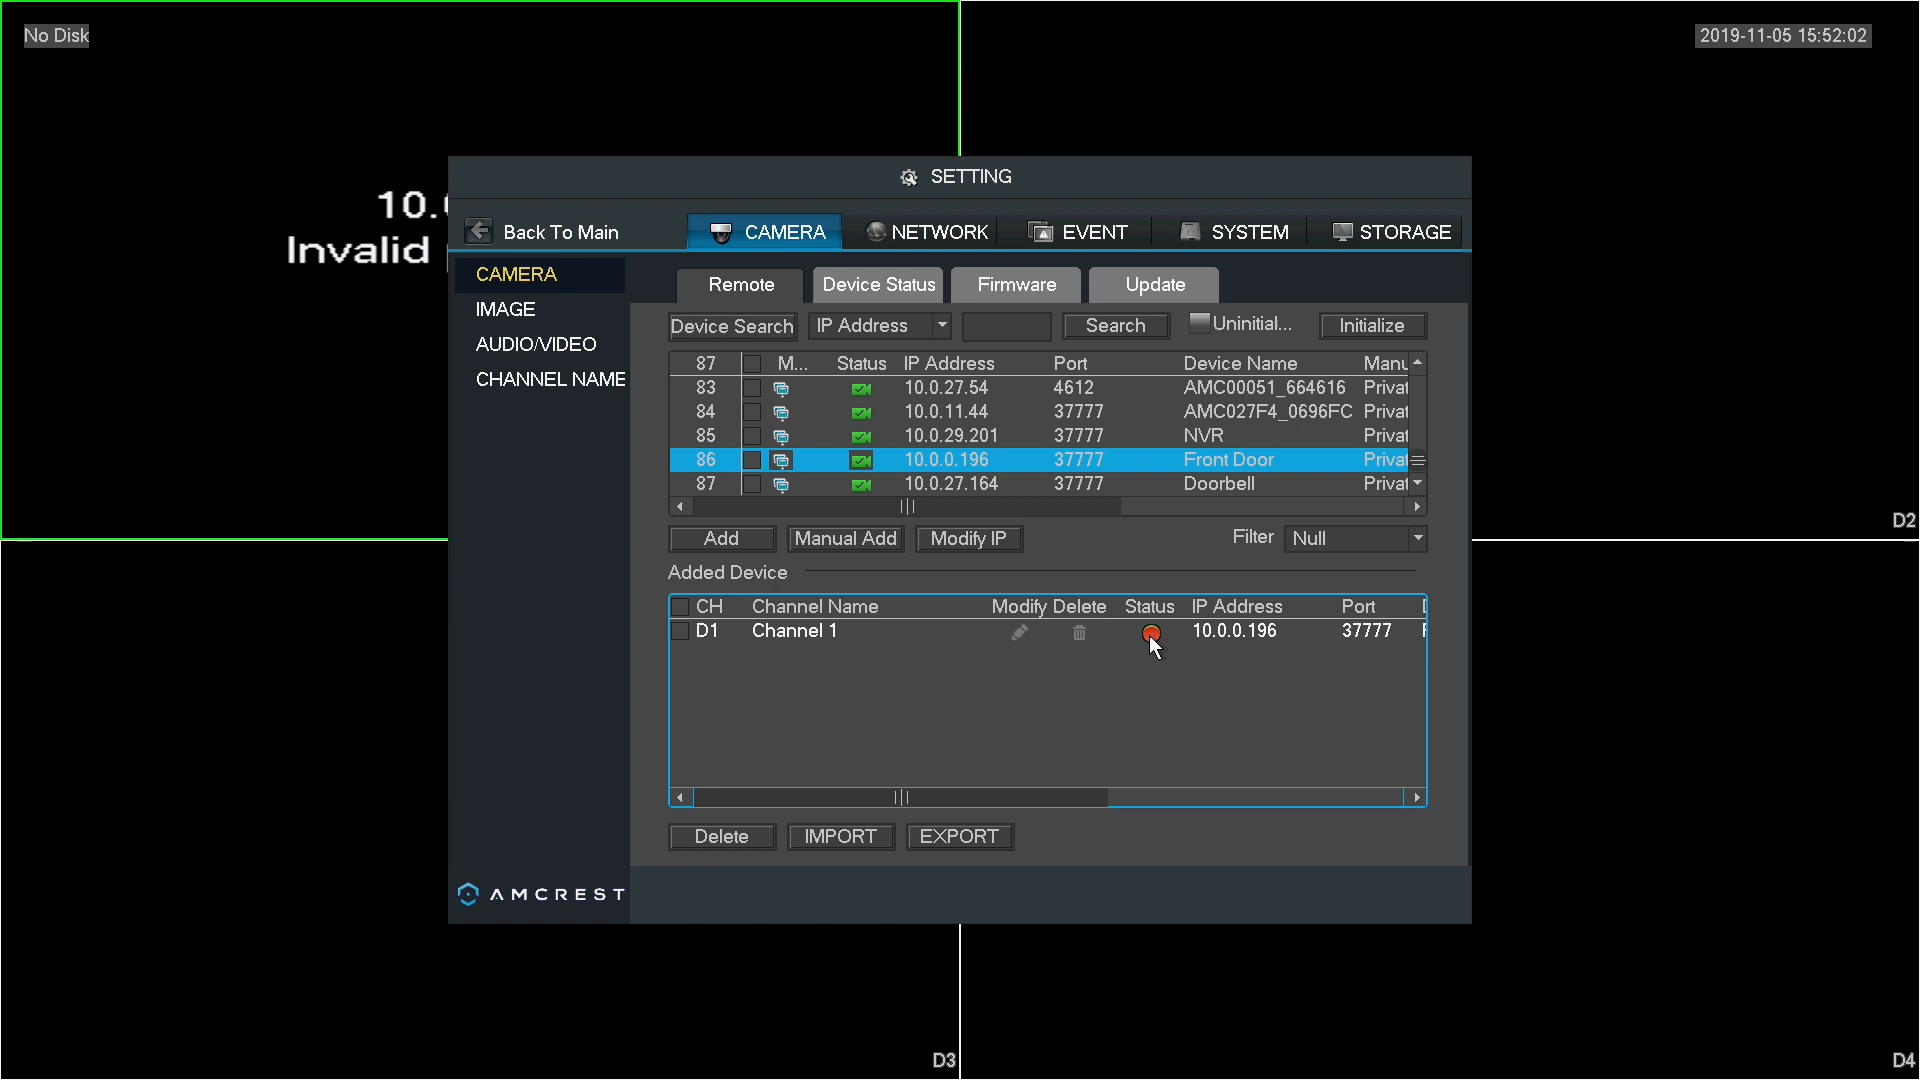 No Disk
2019-11-05 15:52:02
SETTING
10.
Invalid
Back To Main
CAMERA
NETWORK
EVENT
SYSTEM
STORAGE
CAMERA
IMAGE
AUDIO/VIDEO
CHANNEL NAME
Remote
Device Status
Firmware
Update
Device Search
IP Address
Search
Uninitial...
Initialize
87 M... Status IP Address Port Device Name Manu
83 10.0.27.54 4612 AMC00051_664616 Privat
84 10.0.11.44 37777 AMC027F4_0696FC Privat
85 10.0.29.201 37777 NVR Privat
86 10.0.0.196 37777 Front Door Privat
87 10.0.27.164 37777 Doorbell Privat
D2
Add
Manual Add
Modify IP
Filter
Null
Added Device
CH Channel Name Modify Delete Status IP Address Port
D1 Channel 1 10.0.0.196 37777
Delete
IMPORT
EXPORT
AMCREST
D3
D4